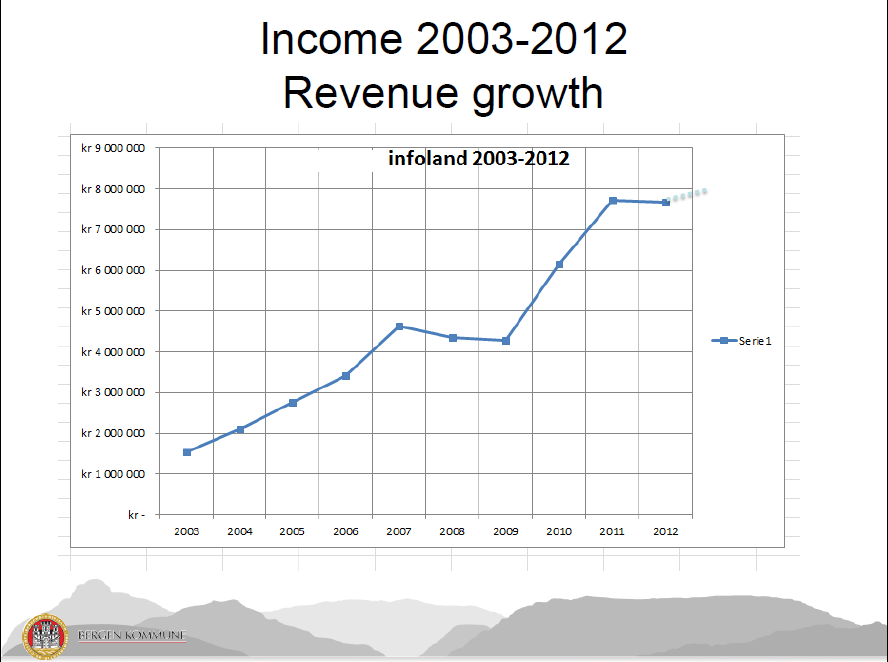 Income 2003-2012
Revenue growth
infoland 2003-2012
kr 9 000 000
kr 8 000 000
kr 7 000 000
kr 6 000 000
kr 5 000 000
kr 4 000 000
kr 3 000 000
kr 2 000 000
kr 1 000 000
kr -
2003 2004 2005 2006 2007 2008 2009 2010 2011 2012
Serie1
BERGEN KOMMUNE